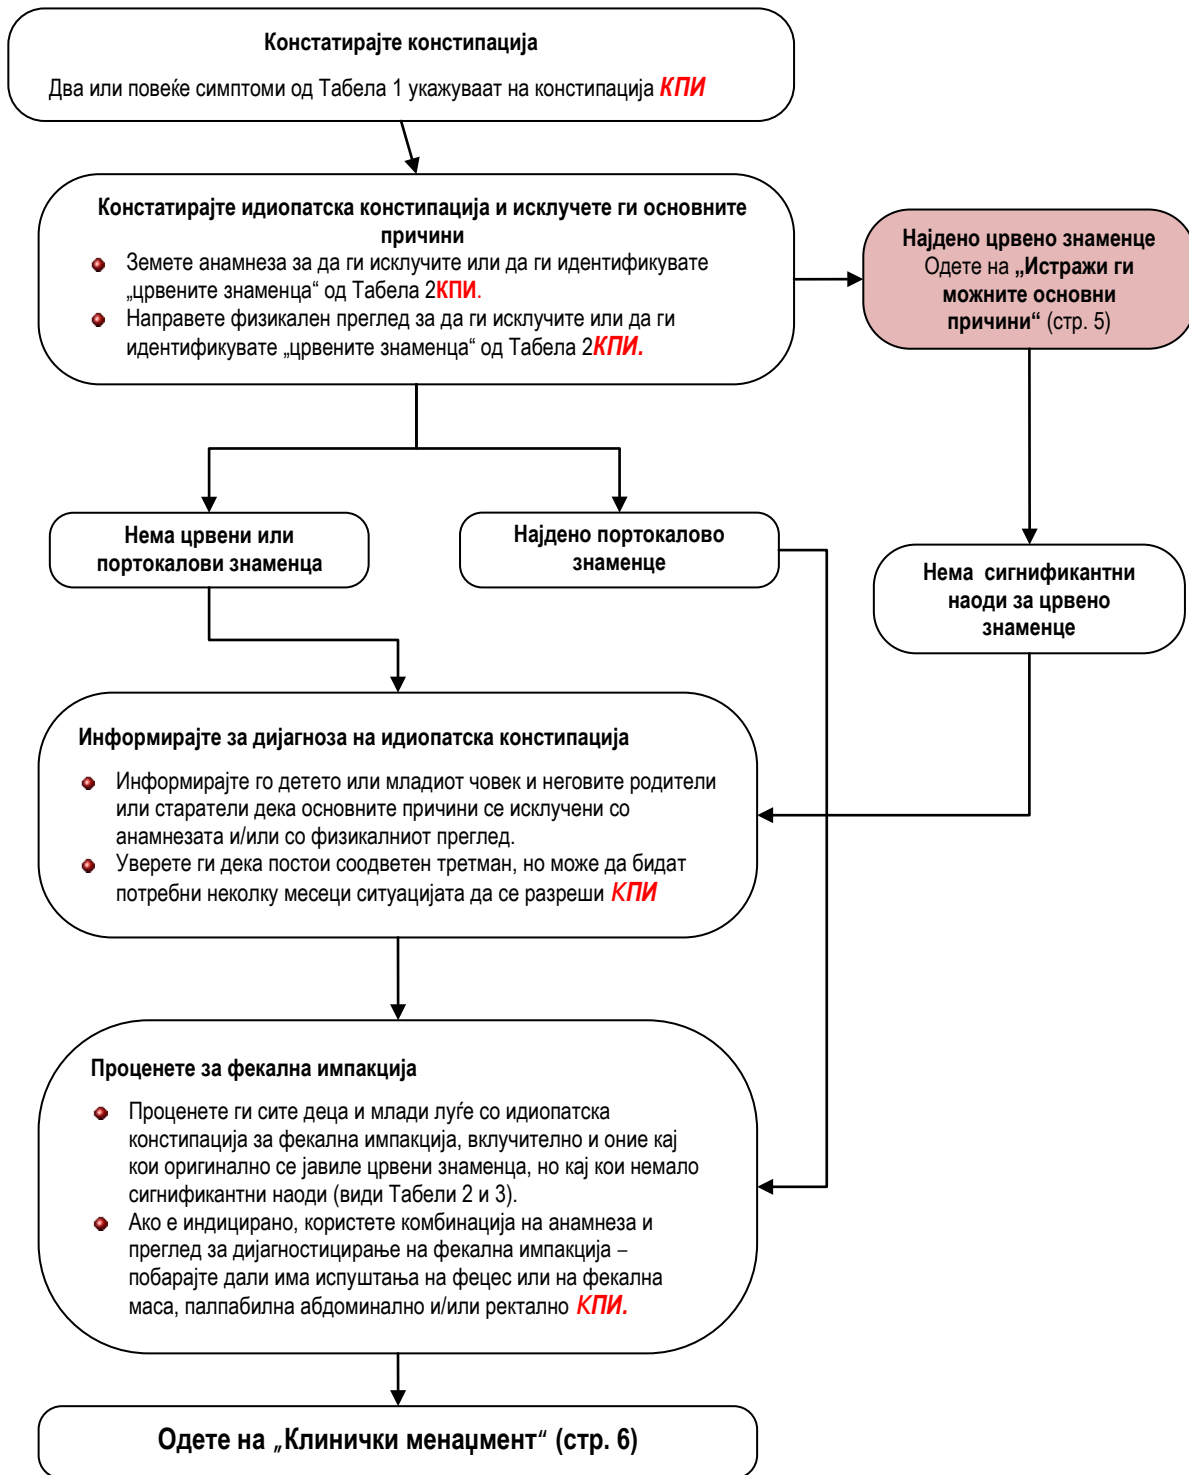 Констатирајте констипација
Два или повеќе симптоми од Табела 1 укажуваат на констипација КПИ
Констатирајте идиопатска констипација и исклучете ги основните
причини
Земете анамнеза за да ги исклучите или да ги идентификувате
„црвените знаменца“ од Табела 2КПИ.
Направете физикален преглед за да ги исклучите или да ги
идентификувате „црвените знаменца“ од Табела 2КПИ.
Најдено црвено знаменце
Одете на „Истражи ги
можните основни
причини“ (стр. 5)
Нема црвени или
портокалови знаменца
Најдено портокалово
знаменце
Нема сигнификантни
наоди за црвено
знаменце
Информирајте за дијагноза на идиопатска констипација
Информирајте го детето или младиот човек и неговите родители
или старатели дека основните причини се исклучени со
анамнезата и/или со физикалниот преглед.
Уверете ги дека постои соодветен третман, но може да бидат
потребни неколку месеци ситуацијата да се разреши КПИ
Проценете за фекална импакција
Проценете ги сите деца и млади луѓе со идиопатска
констипација за фекална импакција, вклучително и оние кај
кои оригинално се јавиле црвени знаменца, но кај кои немало
сигнификантни наоди (види Табели 2 и 3).
Ако е индицирано, користете комбинација на анамнеза и
преглед за дијагностицирање на фекална импакција –
побарајте дали има испуштања на фецес или на фекална
маса, палпабилна абдоминално и/или ректално КПИ.
Одете на „Клинички менаџмент“ (стр. 6)